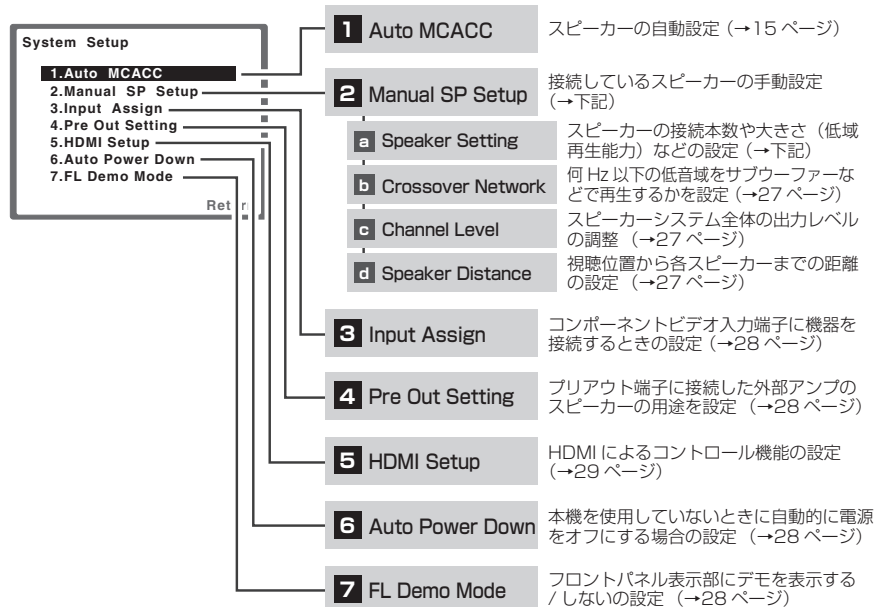 System Setup
1.Auto MCACC
2.Manual SP Setup
3.Input Assign
4.Pre Out Setting
5.HDMI Setup
6.Auto Power Down
7.FL Demo Mode
Return
1 Auto MCACC
スピーカーの自動設定(→15 ページ)
2 Manual SP Setup
接続しているスピーカーの手動設定
(→下記)
a Speaker Setting
スピーカーの接続本数や大きさ(低域
再生能力)などの設定(→下記)
b Crossover Network
何 Hz 以下の低音域をサブウーファーな
どで再生するかを設定(→27 ページ)
c Channel Level
スピーカーシステム全体の出力レベル
の調整 (→27 ページ)
d Speaker Distance
視聴位置から各スピーカーまでの距離
の設定 (→27 ページ)
3 Input Assign
コンポーネントビデオ入力端子に機器を
接続するときの設定(→28 ページ)
4 Pre Out Setting
プリアウト端子に接続した外部アンプの
スピーカーの用途を設定 (→28 ページ)
5 HDMI Setup
HDMI によるコントロール機能の設定
(→29 ページ)
6 Auto Power Down
本機を使用していないときに自動的に電源
をオフにする場合の設定 (→28 ページ)
7 FL Demo Mode
フロントパネル表示部にデモを表示する
/ しないの設定 (→28 ページ)